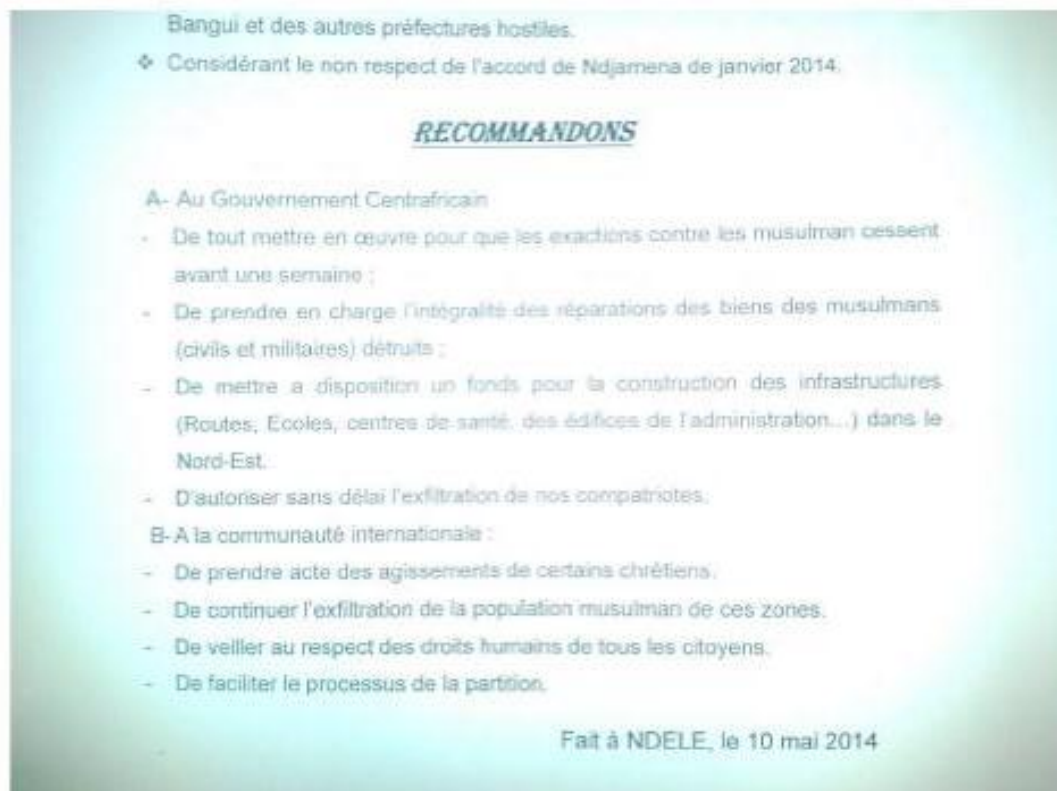 Bangui et des autres préfectures hostiles.
❖ Considérant le non respect de l'accord de Ndjamena de janvier 2014.
RECOMMANDONS
A- Au Gouvernement Centrafricain
- De tout mettre en œuvre pour que les exactions contre les musulman cessent
avant une semaine ;
- De prendre en charge l'intégralité des réparations des biens des musulmans
(civils et militaires) détruits ;
- De mettre a disposition un fonds pour la construction des infrastructures
(Routes, Ecoles, centres de santé, des édifices de l'administration...) dans le
Nord-Est.
- D'autoriser sans délai l'exfiltration de nos compatriotes.
B- A la communauté internationale :
- De prendre acte des agissements de certains chrétiens.
- De continuer l'exfiltration de la population musulman de ces zones.
- De veiller au respect des droits humains de tous les citoyens.
- De faciliter le processus de la partition.
Fait à NDELE, le 10 mai 2014